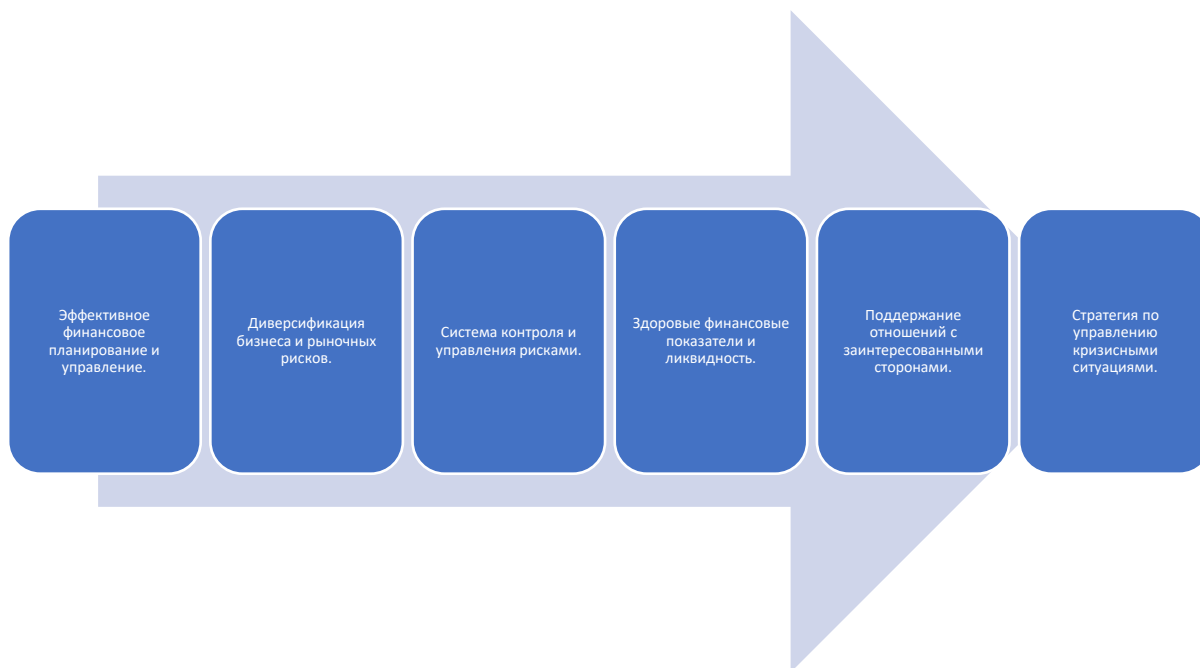 Эффективное
финансовое
планирование и
управление.
Диверсификация
бизнеса и рыночных
рисков.
Система контроля и
управления рисками.
Здоровые финансовые
показатели и
ликвидность.
Поддержание
отношений с
заинтересованными
сторонами.
Стратегия по
управлению
кризисными
ситуациями.